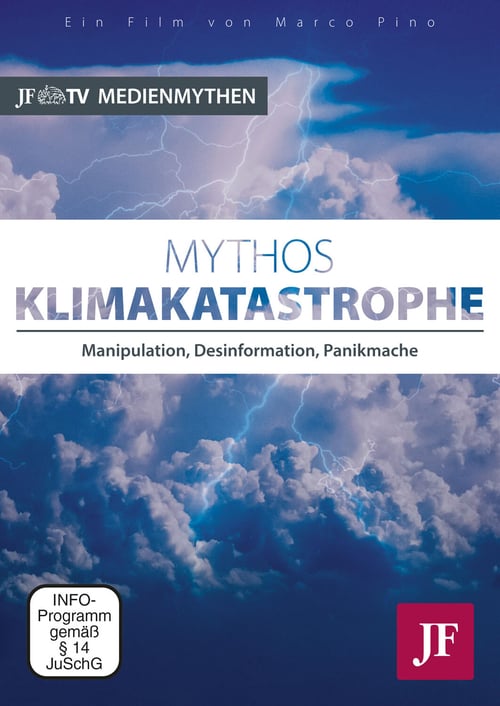 Ein Film von Marco Pino
JF TV MEDIENMYTHEN
MYTHOS
KLIMAKATASTROPHE
Manipulation, Desinformation, Panikmache
INFO-
Programm
gemäß
§ 14
JuSchG
JF